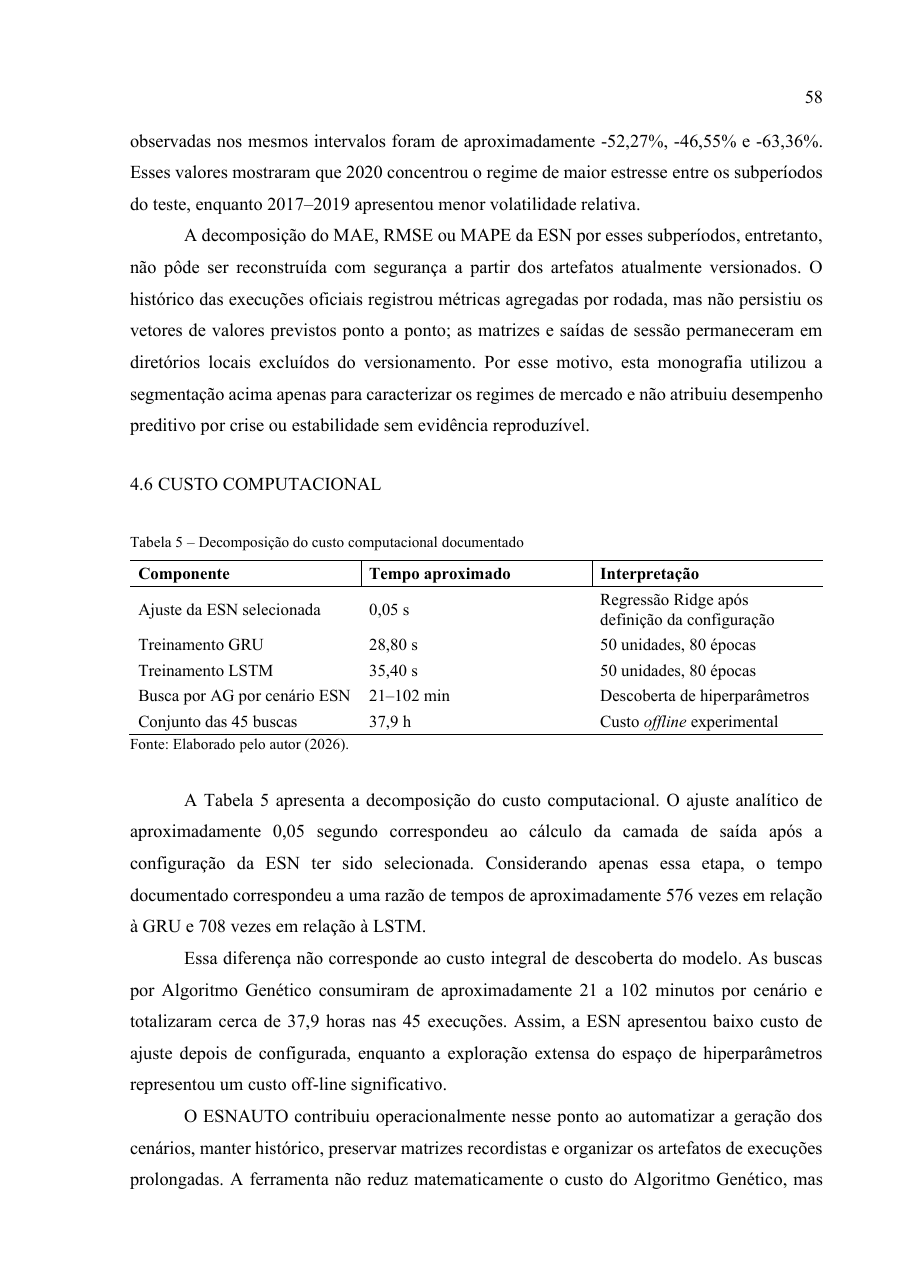 58
observadas nos mesmos intervalos foram de aproximadamente -52,27%, -46,55% e -63,36%.
Esses valores mostraram que 2020 concentrou o regime de maior estresse entre os subperíodos
do teste, enquanto 2017–2019 apresentou menor volatilidade relativa.
A decomposição do MAE, RMSE ou MAPE da ESN por esses subperíodos, entretanto,
não pôde ser reconstruída com segurança a partir dos artefatos atualmente versionados. O
histórico das execuções oficiais registrou métricas agregadas por rodada, mas não persistiu os
vetores de valores previstos ponto a ponto; as matrizes e saídas de sessão permaneceram em
diretórios locais excluídos do versionamento. Por esse motivo, esta monografia utilizou a
segmentação acima apenas para caracterizar os regimes de mercado e não atribuiu desempenho
preditivo por crise ou estabilidade sem evidência reproduzível.
4.6 CUSTO COMPUTACIONAL
Tabela 5 – Decomposição do custo computacional documentado
Componente Tempo aproximado Interpretação
Ajuste da ESN selecionada 0,05 s Regressão Ridge após
definição da configuração
Treinamento GRU 28,80 s 50 unidades, 80 épocas
Treinamento LSTM 35,40 s 50 unidades, 80 épocas
Busca por AG por cenário ESN 21–102 min Descoberta de hiperparâmetros
Conjunto das 45 buscas 37,9 h Custo offline experimental
Fonte: Elaborado pelo autor (2026).
A Tabela 5 apresenta a decomposição do custo computacional. O ajuste analítico de
aproximadamente 0,05 segundo correspondeu ao cálculo da camada de saída após a
configuração da ESN ter sido selecionada. Considerando apenas essa etapa, o tempo
documentado correspondeu a uma razão de tempos de aproximadamente 576 vezes em relação
à GRU e 708 vezes em relação à LSTM.
Essa diferença não corresponde ao custo integral de descoberta do modelo. As buscas
por Algoritmo Genético consumiram de aproximadamente 21 a 102 minutos por cenário e
totalizaram cerca de 37,9 horas nas 45 execuções. Assim, a ESN apresentou baixo custo de
ajuste depois de configurada, enquanto a exploração extensa do espaço de hiperparâmetros
representou um custo off-line significativo.
O ESNAUTO contribuiu operacionalmente nesse ponto ao automatizar a geração dos
cenários, manter histórico, preservar matrizes recordistas e organizar os artefatos de execuções
prolongadas. A ferramenta não reduz matematicamente o custo do Algoritmo Genético, mas